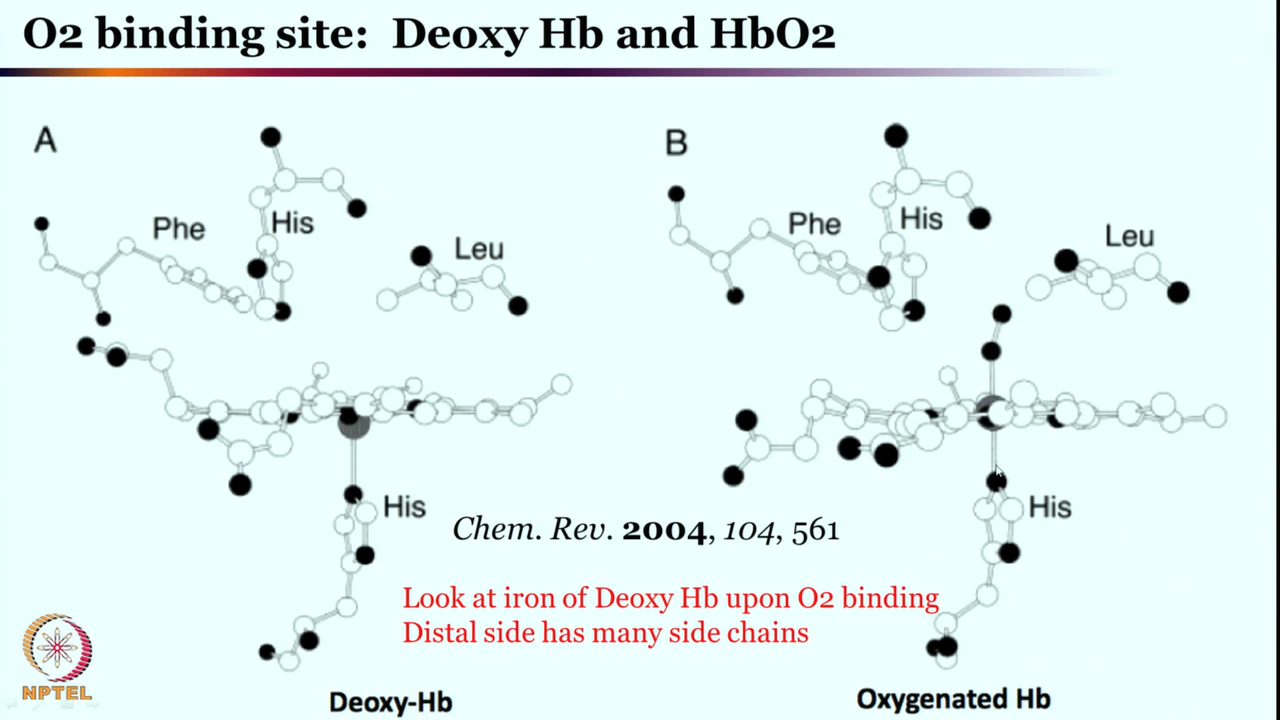 O2 binding site: Deoxy Hb and HbO2
A
Phe
His
Leu
His
B
Phe
His
Leu
His
Chem. Rev. 2004, 104, 561
Look at iron of Deoxy Hb upon O2 binding
Distal side has many side chains
Deoxy-Hb
Oxygenated Hb
NPTEL